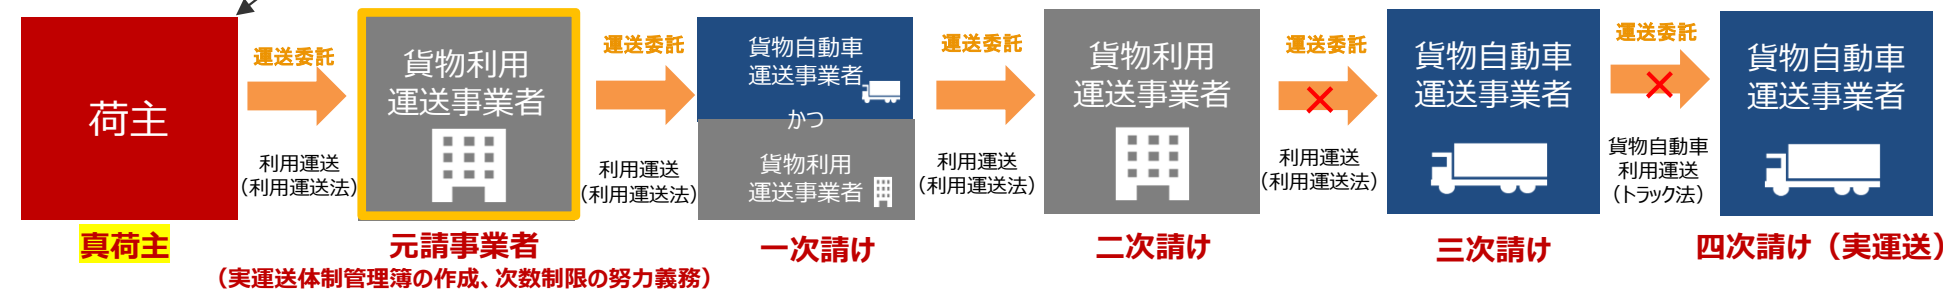 荷主
真荷主
運送委託
利用運送
（利用運送法）
貨物利用
運送事業者
元請事業者
（実運送体制管理簿の作成、次数制限の努力義務）
運送委託
利用運送
（利用運送法）
貨物自動車
運送事業者
かつ
貨物利用
運送事業者
一次請け
運送委託
利用運送
（利用運送法）
貨物利用
運送事業者
二次請け
運送委託
利用運送
（利用運送法）
貨物自動車
運送事業者
三次請け
運送委託
貨物自動車
利用運送
（トラック法）
貨物自動車
運送事業者
四次請け（実運送）